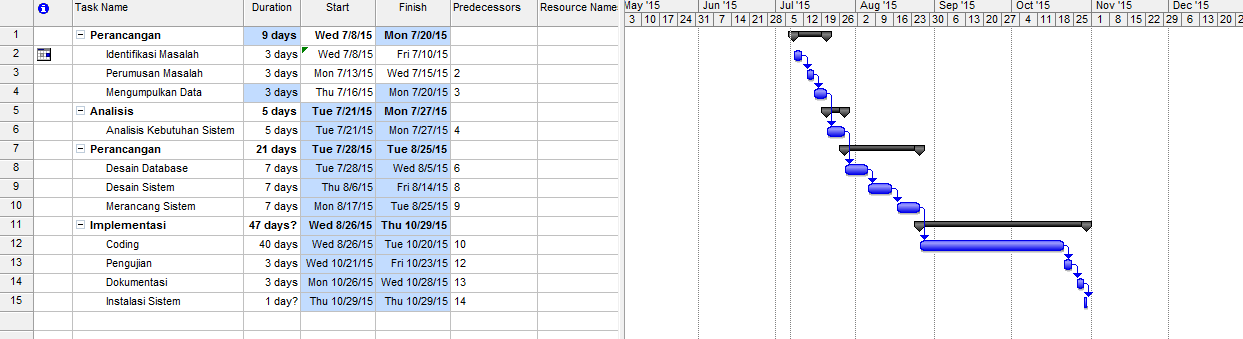 Task Name Duration Start Finish Predecessors Resource Names
May '15 Jun '15 Jul '15 Aug '15 Sep '15 Oct '15 Nov '15 Dec '15
3 10 17 24 31 7 14 21 28 5 12 19 26 2 9 16 23 30 6 13 20 27 4 11 18 25 1 8 15 22 29 6 13 20
1 Perancangan 9 days Wed 7/8/15 Mon 7/20/15
2 Identifikasi Masalah 3 days Wed 7/8/15 Fri 7/10/15
3 Perumusan Masalah 3 days Mon 7/13/15 Wed 7/15/15 2
4 Mengumpulkan Data 3 days Thu 7/16/15 Mon 7/20/15 3
5 Analisis 5 days Tue 7/21/15 Mon 7/27/15
6 Analisis Kebutuhan Sistem 5 days Tue 7/21/15 Mon 7/27/15 4
7 Perancangan 21 days Tue 7/28/15 Tue 8/25/15
8 Desain Database 7 days Tue 7/28/15 Wed 8/5/15 6
9 Desain Sistem 7 days Thu 8/6/15 Fri 8/14/15 8
10 Merancang Sistem 7 days Mon 8/17/15 Tue 8/25/15 9
11 Implementasi 47 days? Wed 8/26/15 Thu 10/29/15
12 Coding 40 days Wed 8/26/15 Tue 10/20/15 10
13 Pengujian 3 days Wed 10/21/15 Fri 10/23/15 12
14 Dokumentasi 3 days Mon 10/26/15 Wed 10/28/15 13
15 Instalasi Sistem 1 day? Thu 10/29/15 Thu 10/29/15 14